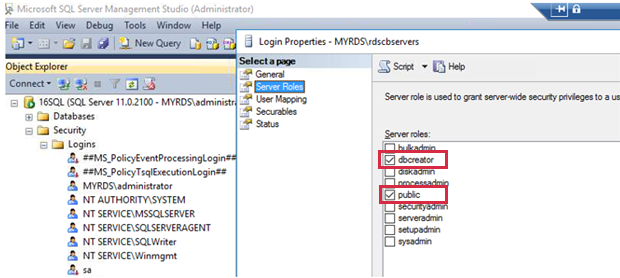 Microsoft SQL Server Management Studio (Administrator)
File Edit View Debug Tools Window Help
New Query
Object Explorer
Connect
16SQL (SQL Server 11.0.2100 - MYRDS\administrat
Databases
Security
Logins
##MS_PolicyEventProcessingLogin##
##MS_PolicyTsqlExecutionLogin##
MYRDS\administrator
NT AUTHORITY\SYSTEM
NT SERVICE\MSSQLSERVER
NT SERVICE\SQLSERVERAGENT
NT SERVICE\SQLWriter
NT SERVICE\Winmgmt
sa
Login Properties - MYRDS\rdscbservers
Select a page
General
Server Roles
User Mapping
Securables
Status
Script Help
Server role is used to grant server-wide security privileges to a us
Server roles:
bulkadmin
dbcreator
diskadmin
processadmin
public
securityadmin
serveradmin
setupadmin
sysadmin